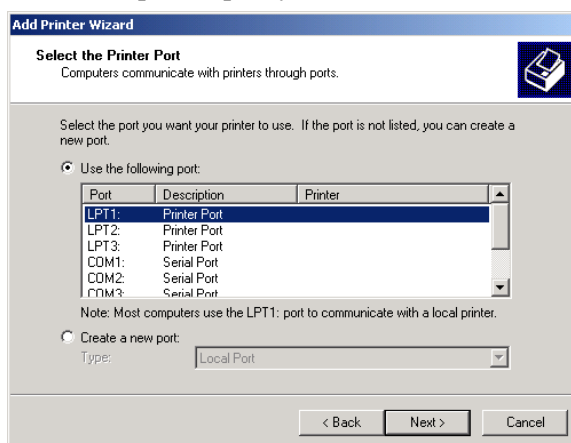 Add Printer Wizard
Select the Printer Port
Computers communicate with printers through ports.
Select the port you want your printer to use. If the port is not listed, you can create a
new port.
Use the following port:
Port Description Printer
LPT1: Printer Port
LPT2: Printer Port
LPT3: Printer Port
COM1: Serial Port
COM2: Serial Port
COM3: Serial Port
Note: Most computers use the LPT1: port to communicate with a local printer.
Create a new port:
Type: Local Port
< Back Next > Cancel